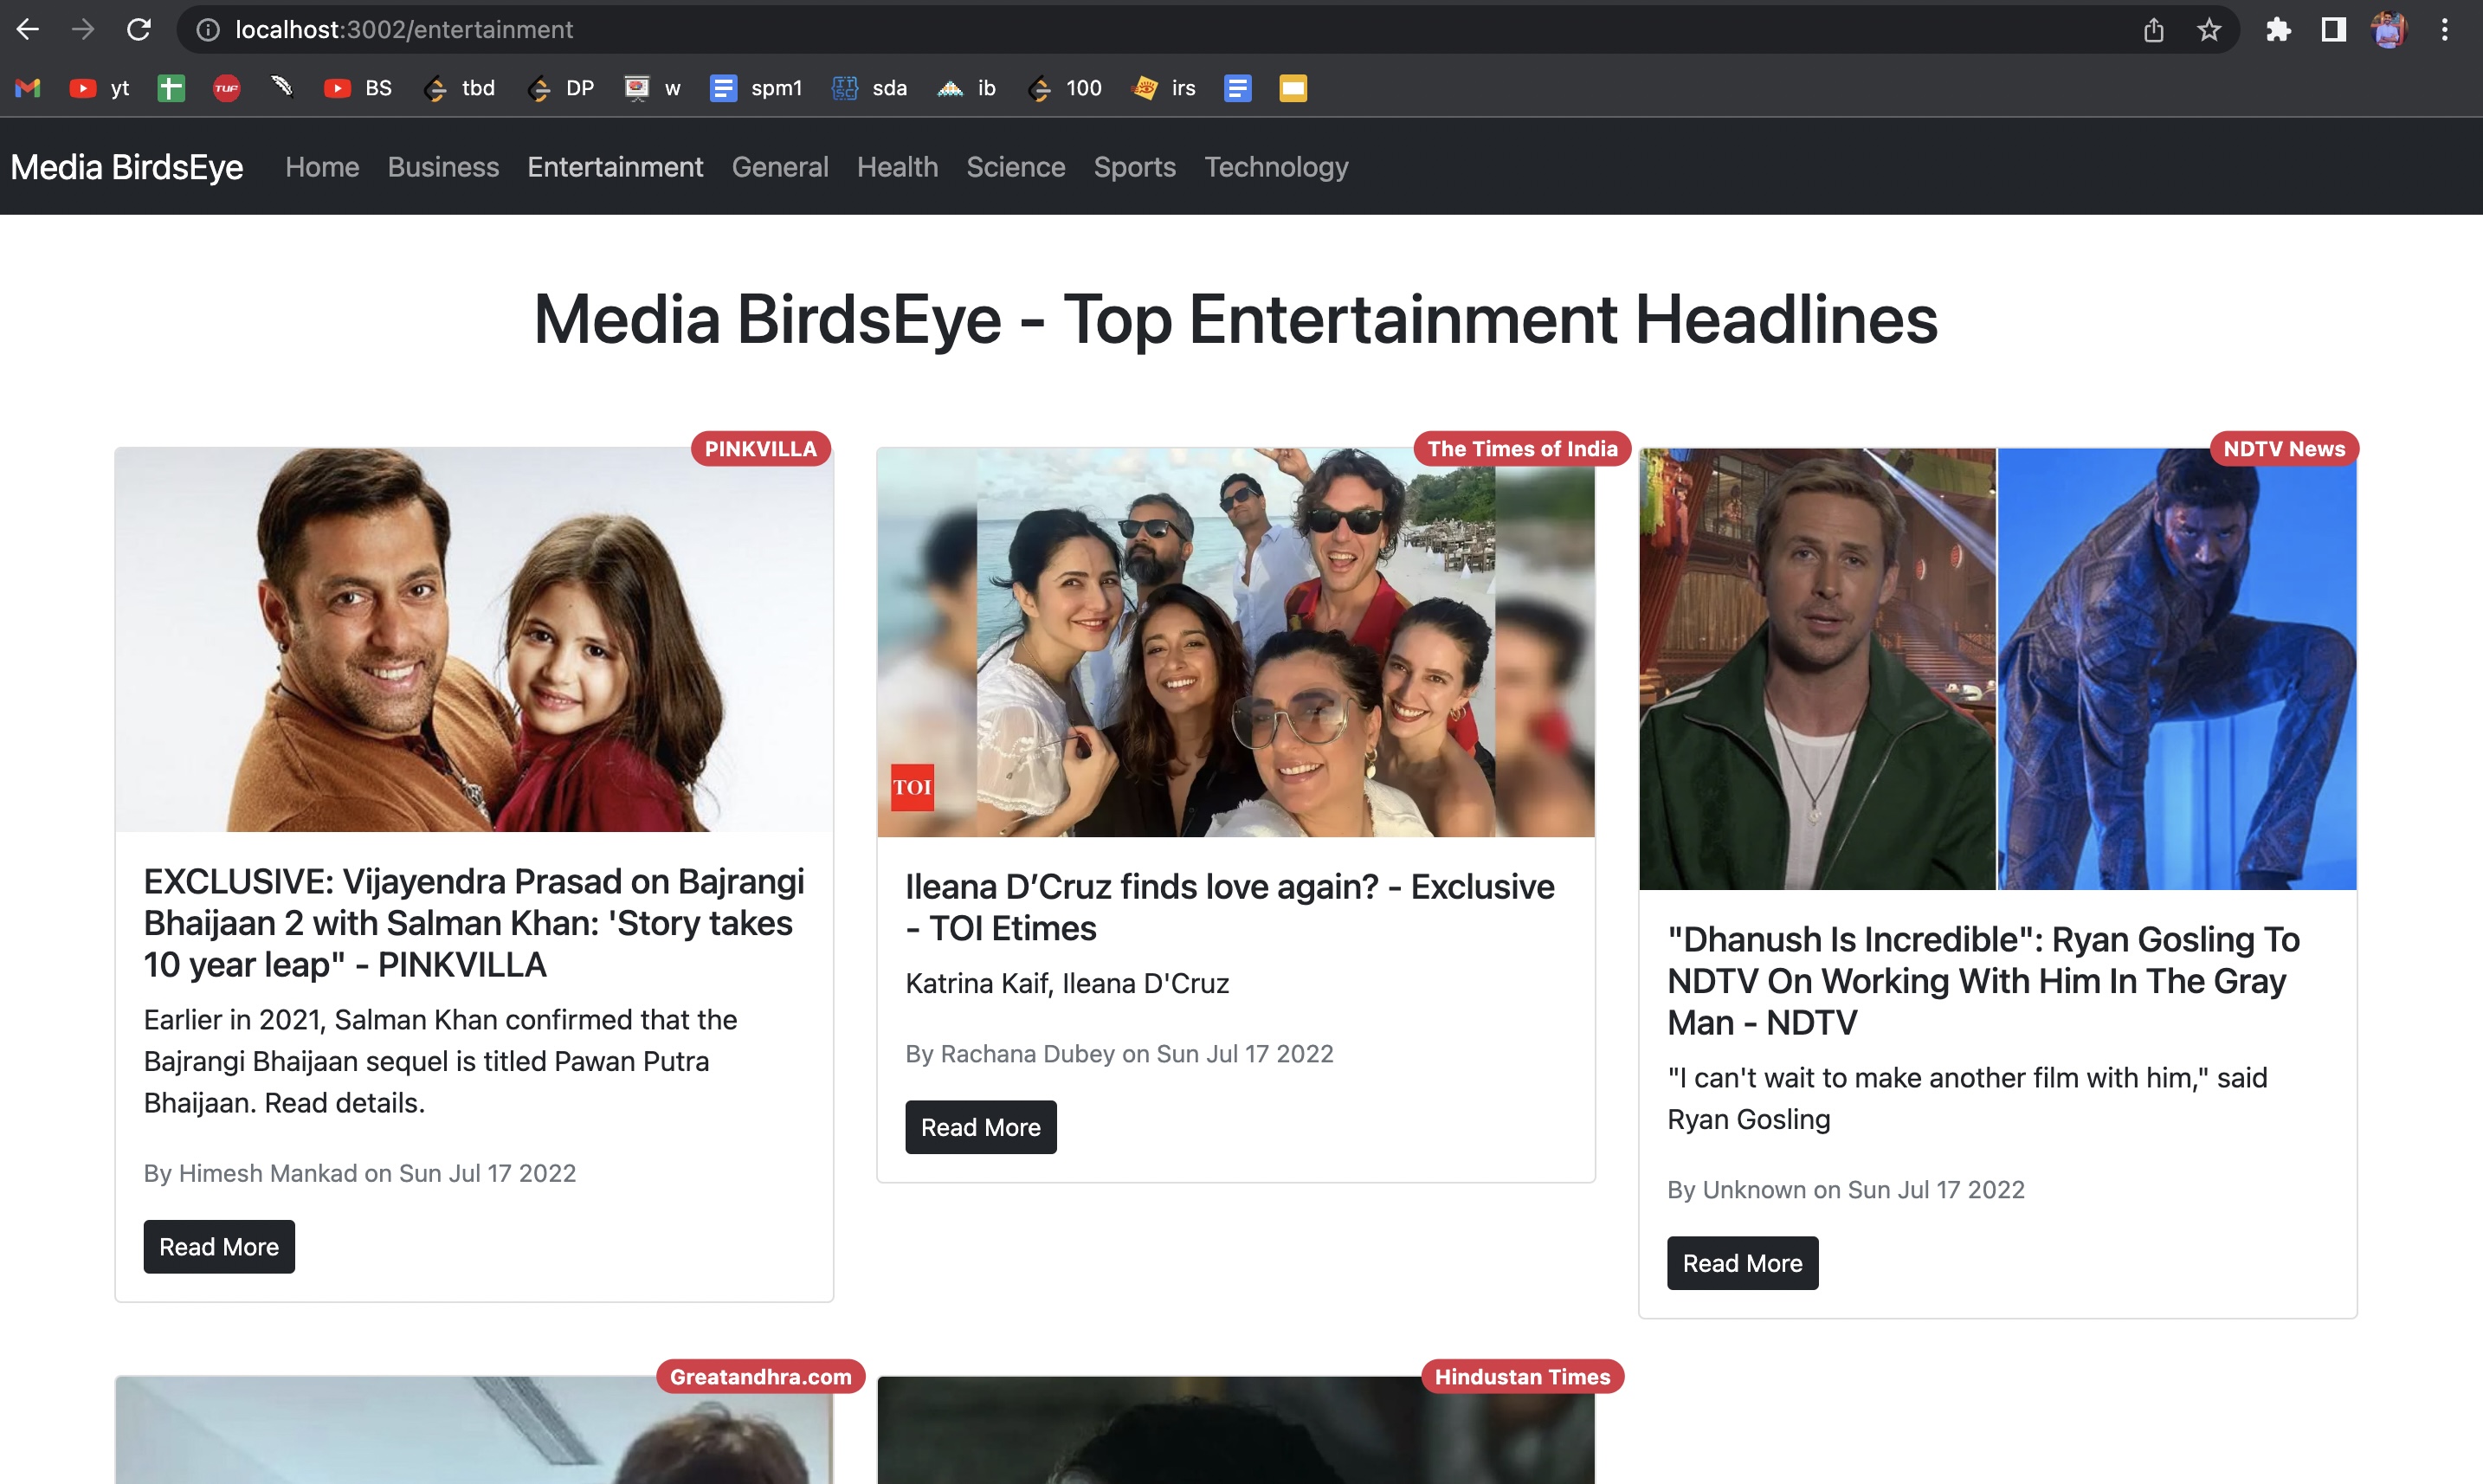 localhost:3002/entertainment
yt
TUF
BS
tbd
DP
w
spm1
sda
ib
100
irs
Media BirdsEye
Home
Business
Entertainment
General
Health
Science
Sports
Technology
Media BirdsEye - Top Entertainment Headlines
PINKVILLA
EXCLUSIVE: Vijayendra Prasad on Bajrangi
Bhaijaan 2 with Salman Khan: 'Story takes
10 year leap" - PINKVILLA
Earlier in 2021, Salman Khan confirmed that the
Bajrangi Bhaijaan sequel is titled Pawan Putra
Bhaijaan. Read details.
By Himesh Mankad on Sun Jul 17 2022
Read More
The Times of India
TOI
Ileana D’Cruz finds love again? - Exclusive
- TOI Etimes
Katrina Kaif, Ileana D'Cruz
By Rachana Dubey on Sun Jul 17 2022
Read More
NDTV News
"Dhanush Is Incredible": Ryan Gosling To
NDTV On Working With Him In The Gray
Man - NDTV
"I can't wait to make another film with him," said
Ryan Gosling
By Unknown on Sun Jul 17 2022
Read More
Greatandhra.com
Hindustan Times